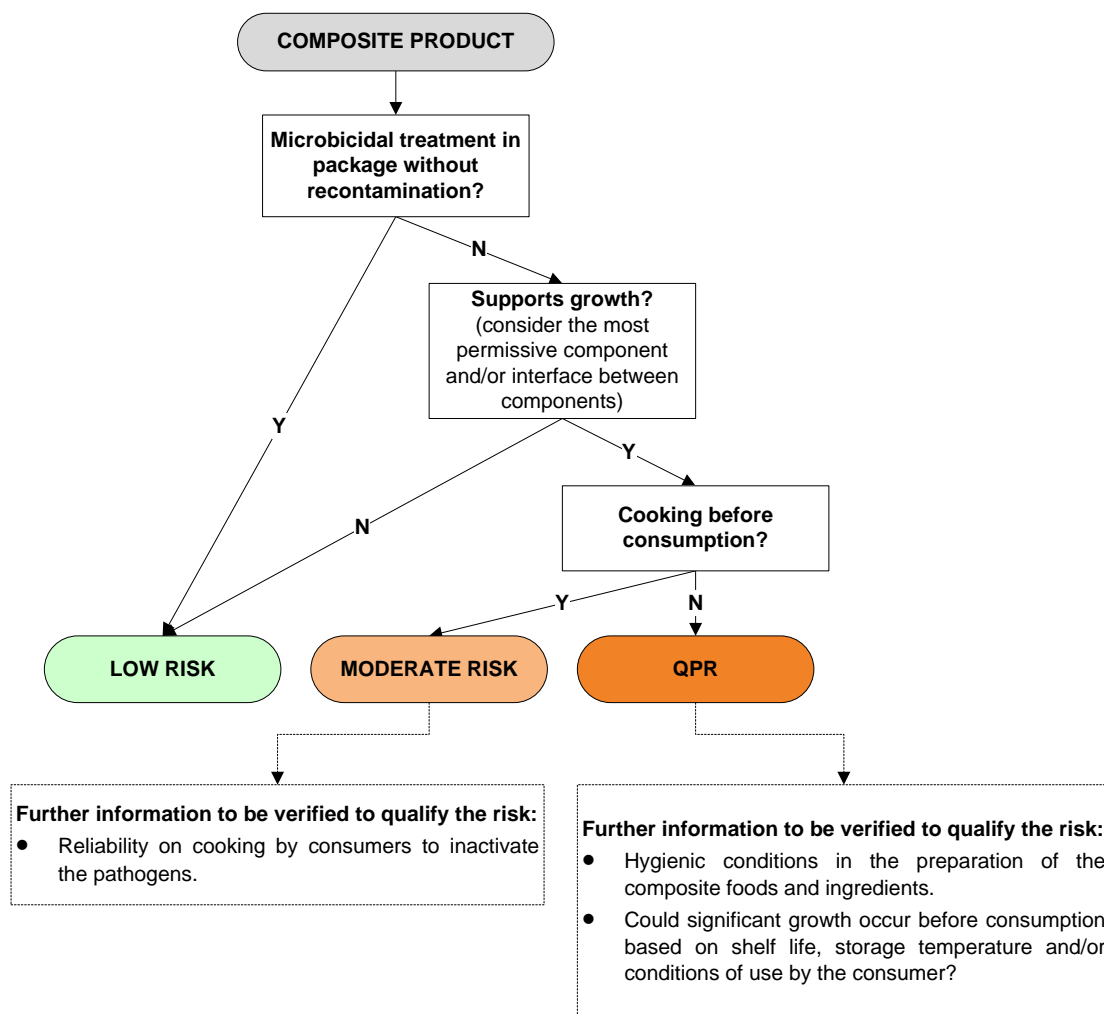 COMPOSITE PRODUCT
Microbicidal treatment in
package without
recontamination?
N
Supports growth?
(consider the most
permissive component
and/or interface between
components)
Y
Y
N
Cooking before
consumption?
Y
N
LOW RISK
MODERATE RISK
QPR
Further information to be verified to qualify the risk:
● Reliability on cooking by consumers to inactivate
the pathogens.
Further information to be verified to qualify the risk:
● Hygienic conditions in the preparation of the
composite foods and ingredients.
● Could significant growth occur before consumption
based on shelf life, storage temperature and/or
conditions of use by the consumer?